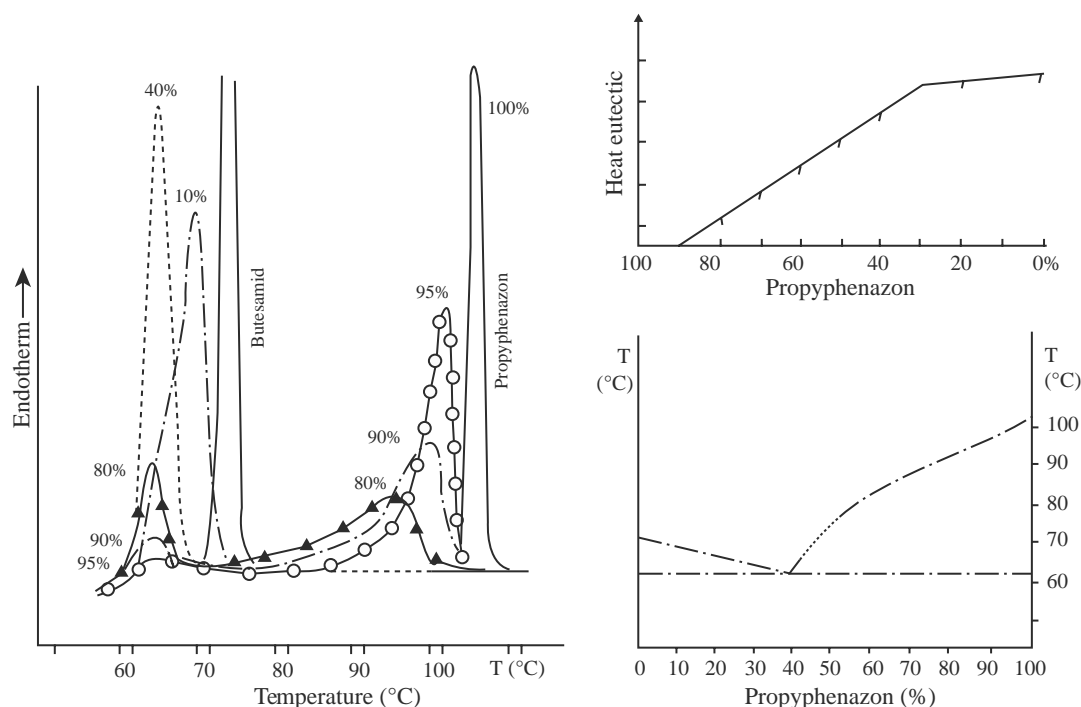 40%
10%
100%
95%
90%
80%
80%
90%
95%
Butesamid
Propyphenazon
Endotherm
60 70 80 90 100 T (°C)
Temperature (°C)
Heat eutectic
100 80 60 40 20 0%
Propyphenazon
T
(°C)
T
(°C)
100
90
80
70
60
0 10 20 30 40 50 60 70 80 90 100
Propyphenazon (%)